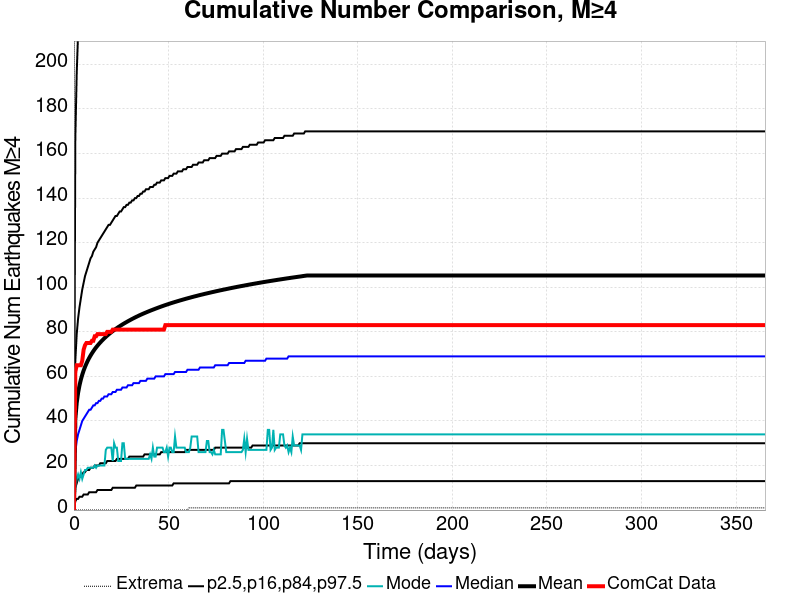 Cumulative Number Comparison, M≥4
Cumulative Num Earthquakes M≥4
200
180
160
140
120
100
80
60
40
20
0
0 50 100 150 200 250 300 350
Time (days)
Extrema p2.5,p16,p84,p97.5 Mode Median Mean ComCat Data